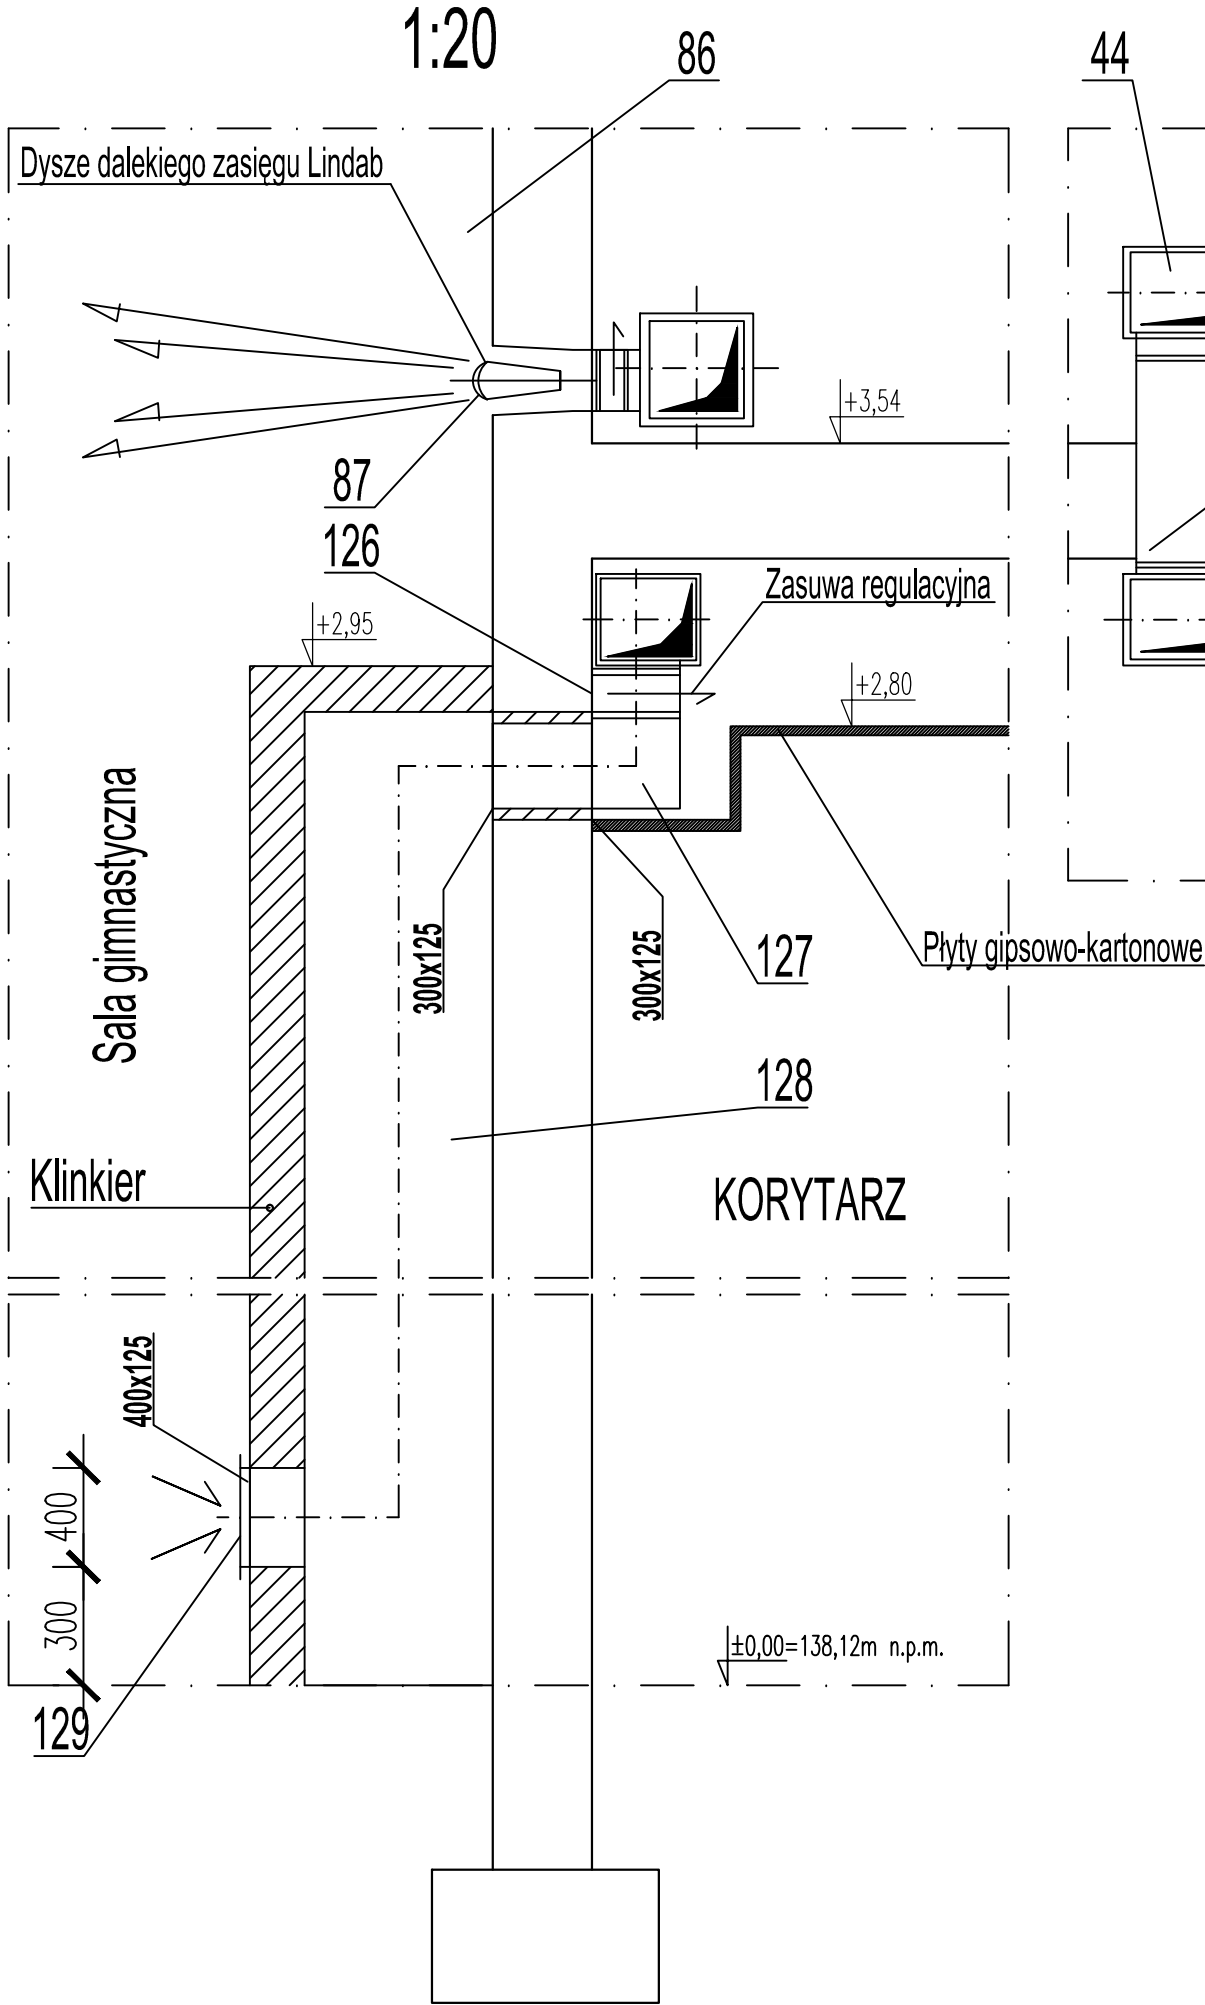 1:20
86
44
Dysze dalekiego zasięgu Lindab
+3,54
87
126
Zasuwa regulacyjna
+2,95
+2,80
Sala gimnastyczna
300x125
300x125
127
Płyty gipsowo-kartonowe
128
Klinkier
KORYTARZ
400x125
400
300
±0,00=138,12m n.p.m.
129